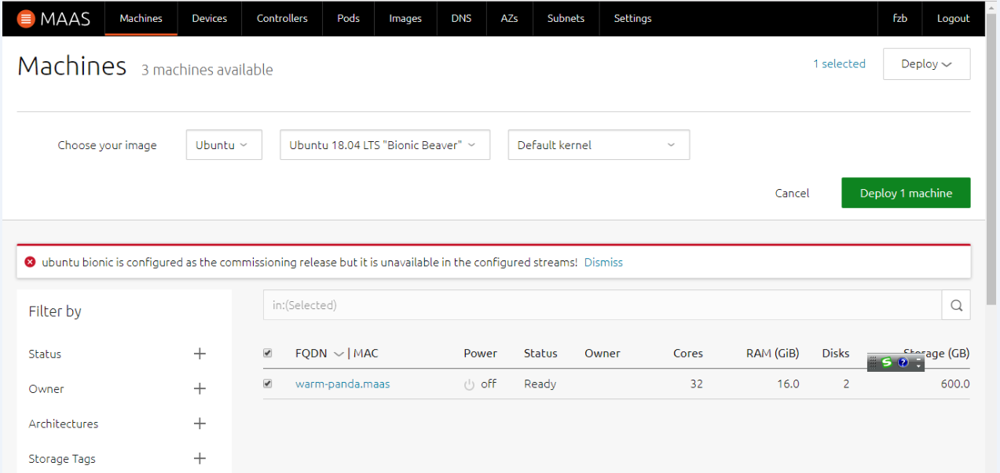 MAAS Machines Devices Controllers Pods Images DNS AZs Subnets Settings fzb Logout
Machines 3 machines available 1 selected Deploy
Choose your image Ubuntu Ubuntu 18.04 LTS "Bionic Beaver" Default kernel
Cancel Deploy 1 machine
ubuntu bionic is configured as the commissioning release but it is unavailable in the configured streams! Dismiss
Filter by
in:(Selected)
Status
Owner
Architectures
Storage Tags
FQDN | MAC Power Status Owner Cores RAM (GiB) Disks Storage (GB)
warm-panda.maas off Ready 32 16.0 2 600.0